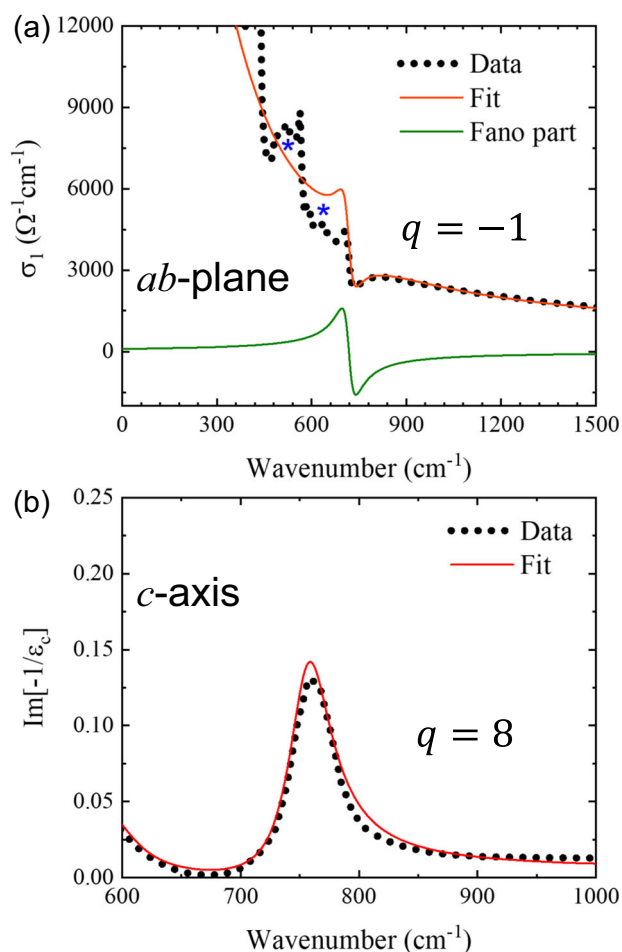 (a)
12000
9000
6000
3000
0
σ₁ (Ω⁻¹cm⁻¹)
Data
Fit
Fano part
*
*
q = −1
ab-plane
0 300 600 900 1200 1500
Wavenumber (cm⁻¹)
(b)
0.25
0.20
0.15
0.10
0.05
0.00
Im[-1/ε_c]
Data
Fit
c-axis
q = 8
600 700 800 900 1000
Wavenumber (cm⁻¹)